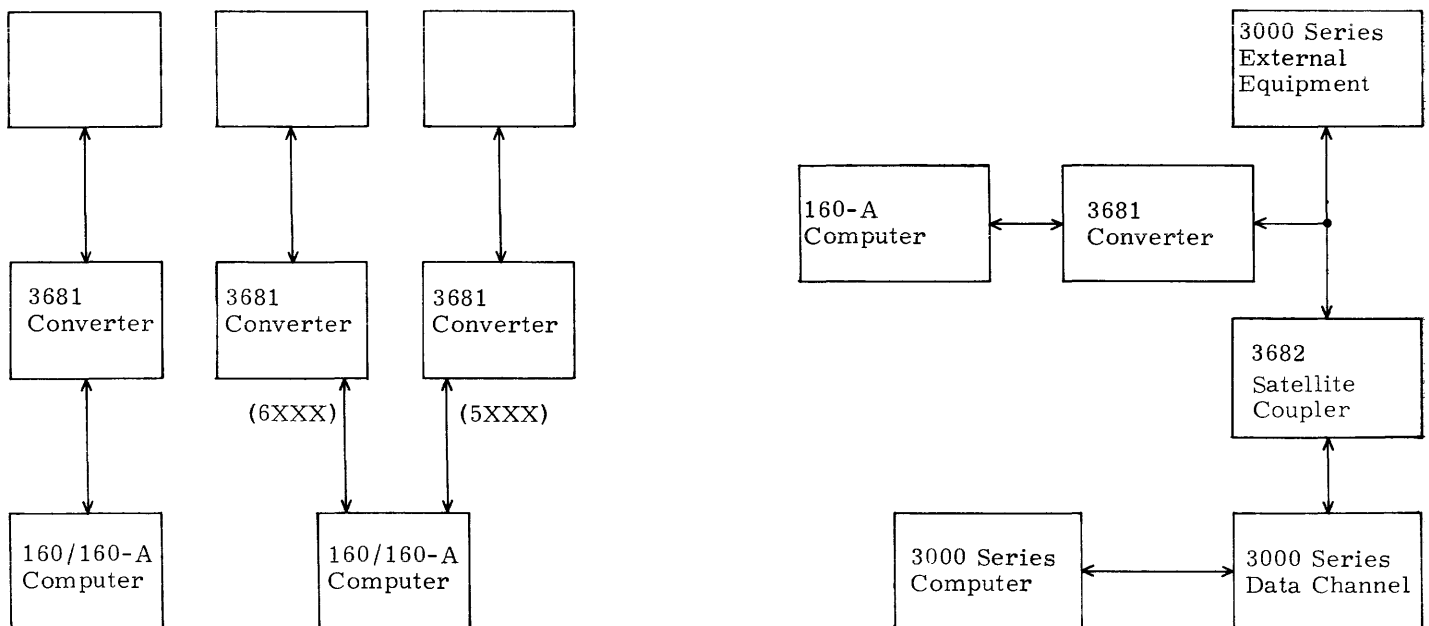 3681
Converter
3681
Converter
3681
Converter
(6XXX)
(5XXX)
160/160-A
Computer
160/160-A
Computer
3000 Series
External
Equipment
160-A
Computer
3681
Converter
3682
Satellite
Coupler
3000 Series
Computer
3000 Series
Data Channel